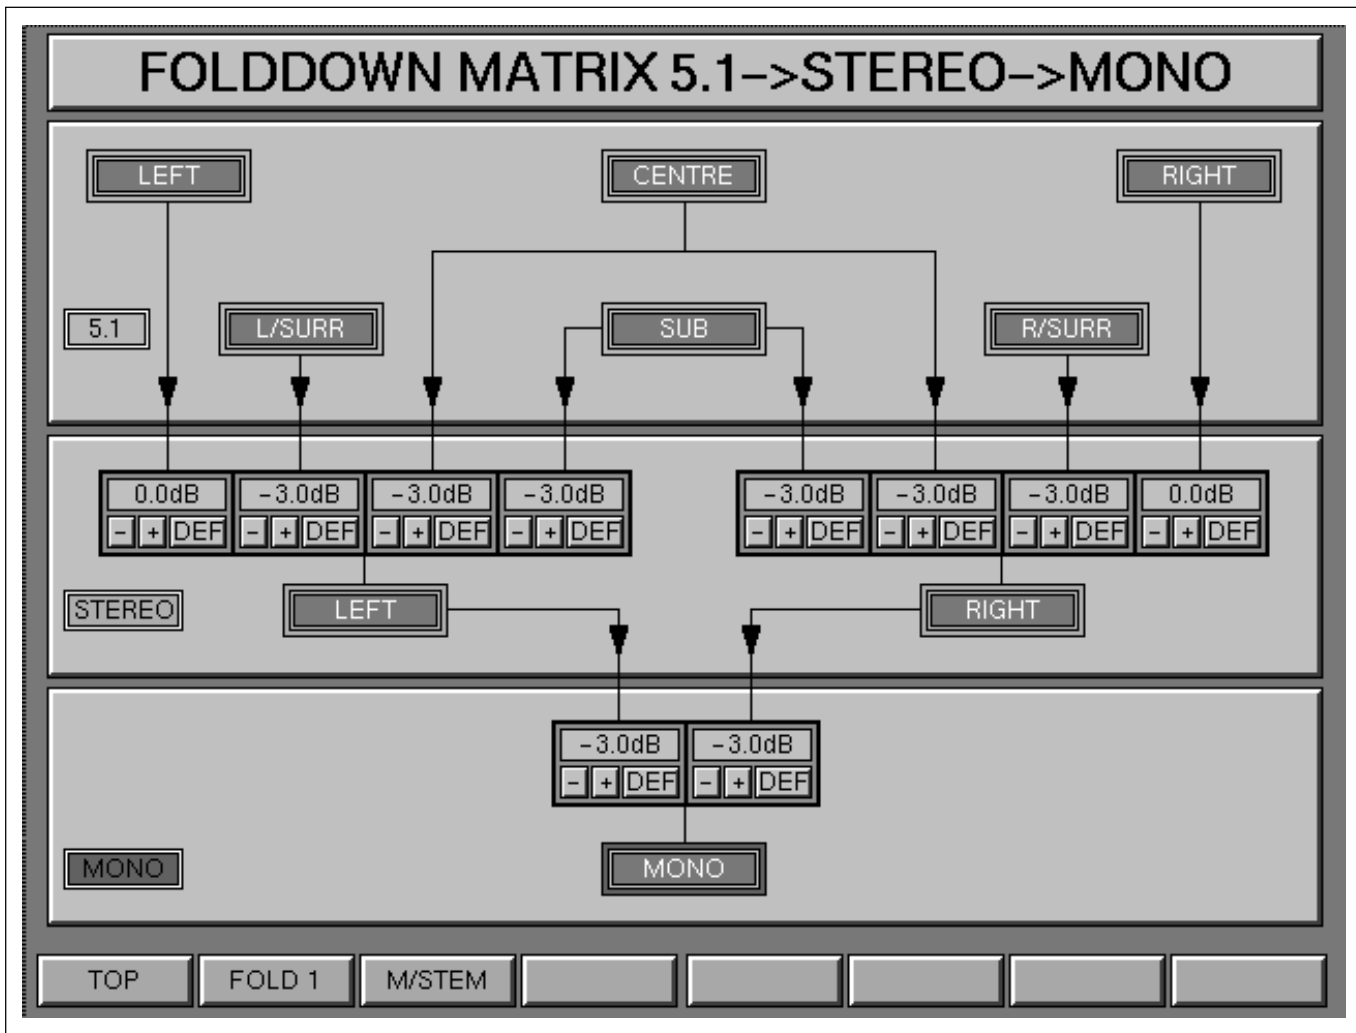 FOLDDOWN MATRIX 5.1->STEREO->MONO
LEFT CENTRE RIGHT
5.1 L/SURR SUB R/SURR
0.0dB -3.0dB -3.0dB -3.0dB -3.0dB -3.0dB -3.0dB 0.0dB
- + DEF - + DEF - + DEF - + DEF - + DEF - + DEF - + DEF - + DEF
STEREO LEFT RIGHT
-3.0dB -3.0dB
- + DEF - + DEF
MONO MONO
TOP FOLD 1 M/STEM